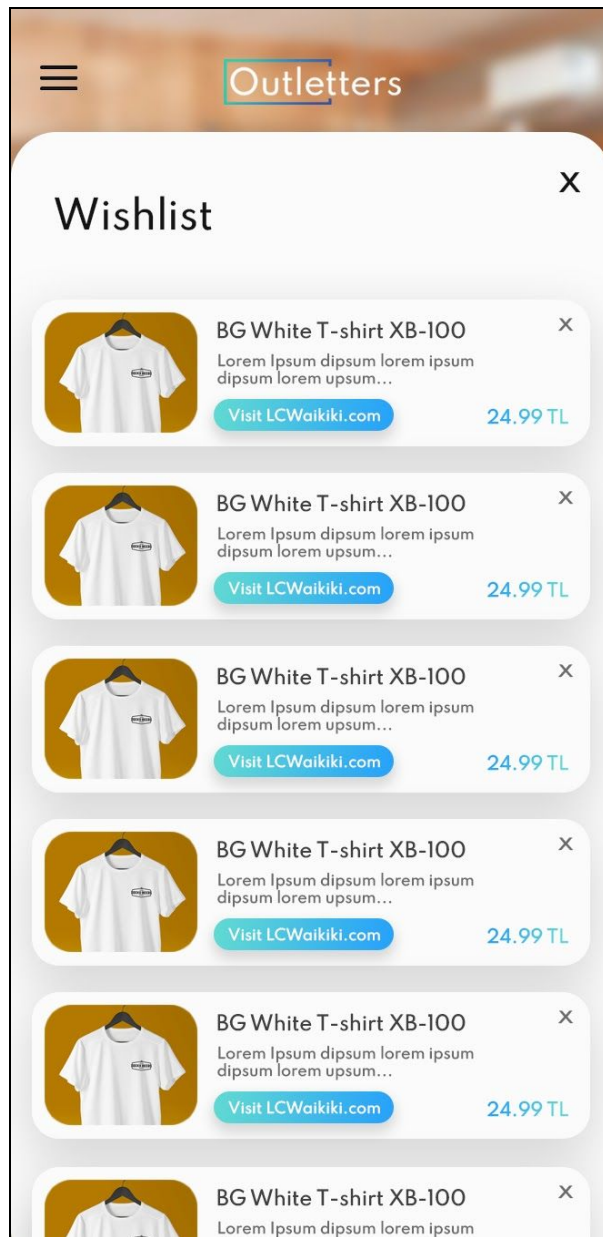 Outletters
x
Wishlist
BG White T-shirt XB-100
x
Lorem Ipsum dipsum lorem ipsum
dipsum lorem upsum...
Visit LCWaikiki.com
24.99 TL
BG White T-shirt XB-100
x
Lorem Ipsum dipsum lorem ipsum
dipsum lorem upsum...
Visit LCWaikiki.com
24.99 TL
BG White T-shirt XB-100
x
Lorem Ipsum dipsum lorem ipsum
dipsum lorem upsum...
Visit LCWaikiki.com
24.99 TL
BG White T-shirt XB-100
x
Lorem Ipsum dipsum lorem ipsum
dipsum lorem upsum...
Visit LCWaikiki.com
24.99 TL
BG White T-shirt XB-100
x
Lorem Ipsum dipsum lorem ipsum
dipsum lorem upsum...
Visit LCWaikiki.com
24.99 TL
BG White T-shirt XB-100
x
Lorem Ipsum dipsum lorem ipsum